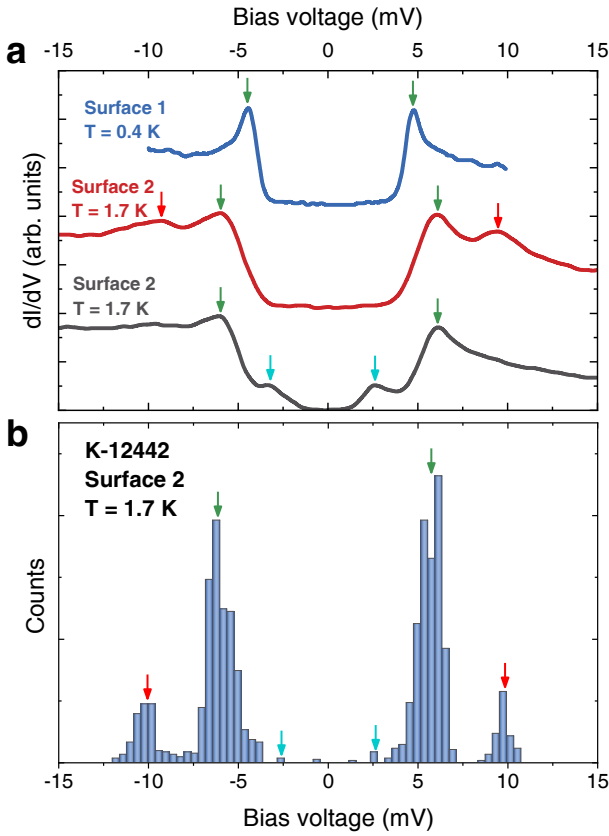 Bias voltage (mV)
-15 -10 -5 0 5 10 15
a
Surface 1
T = 0.4 K
Surface 2
T = 1.7 K
Surface 2
T = 1.7 K
dI/dV (arb. units)
b
K-12442
Surface 2
T = 1.7 K
Counts
-15 -10 -5 0 5 10 15
Bias voltage (mV)